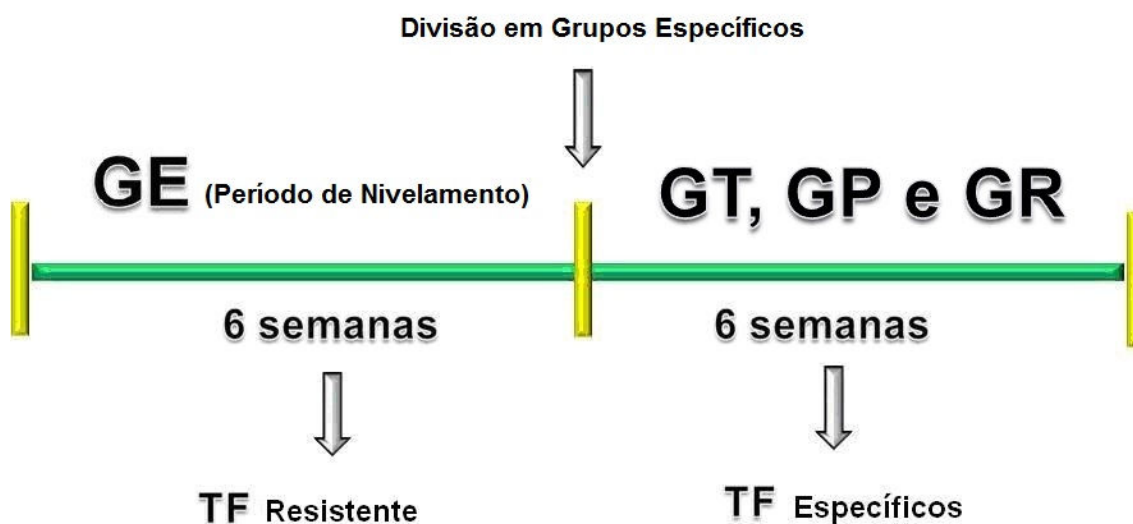 Divisão em Grupos Específicos
GE (Período de Nivelamento)
GT, GP e GR
6 semanas
6 semanas
TF Resistente
TF Específicos